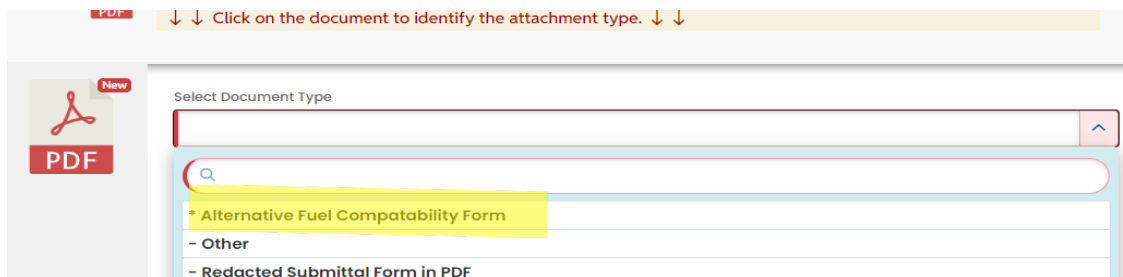 PDF
↓ ↓ Click on the document to identify the attachment type. ↓ ↓
New
PDF
Select Document Type
* Alternative Fuel Compatability Form
- Other
- Redacted Submittal Form in PDF